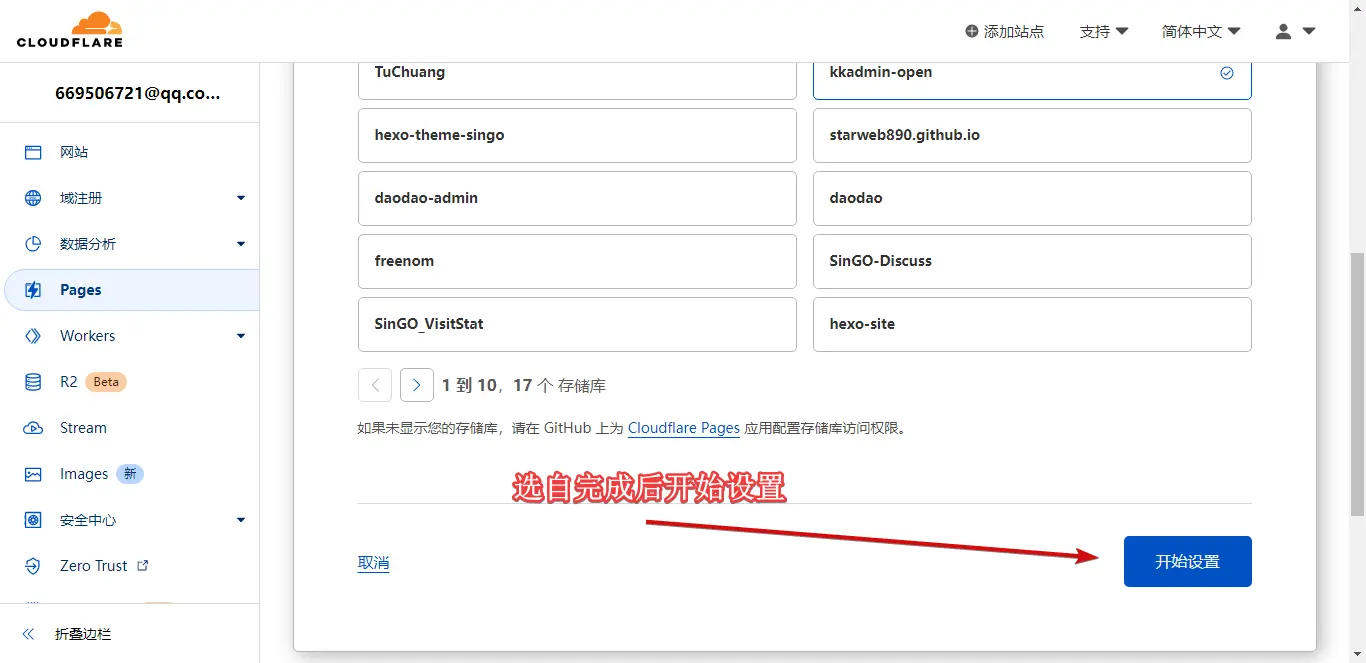 CLOUDFLARE
添加站点
支持
简体中文
669506721@qq.co...
网站
域注册
数据分析
Pages
Workers
R2 Beta
Stream
Images 新
安全中心
Zero Trust
折叠边栏
TuChuang
kkadmin-open
hexo-theme-singo
starweb890.github.io
daodao-admin
daodao
freenom
SinGO-Discuss
SinGO_VisitStat
hexo-site
1 到 10，17 个 存储库
如果未显示您的存储库，请在 GitHub 上为 Cloudflare Pages 应用配置存储库访问权限。
选自完成后开始设置
取消
开始设置